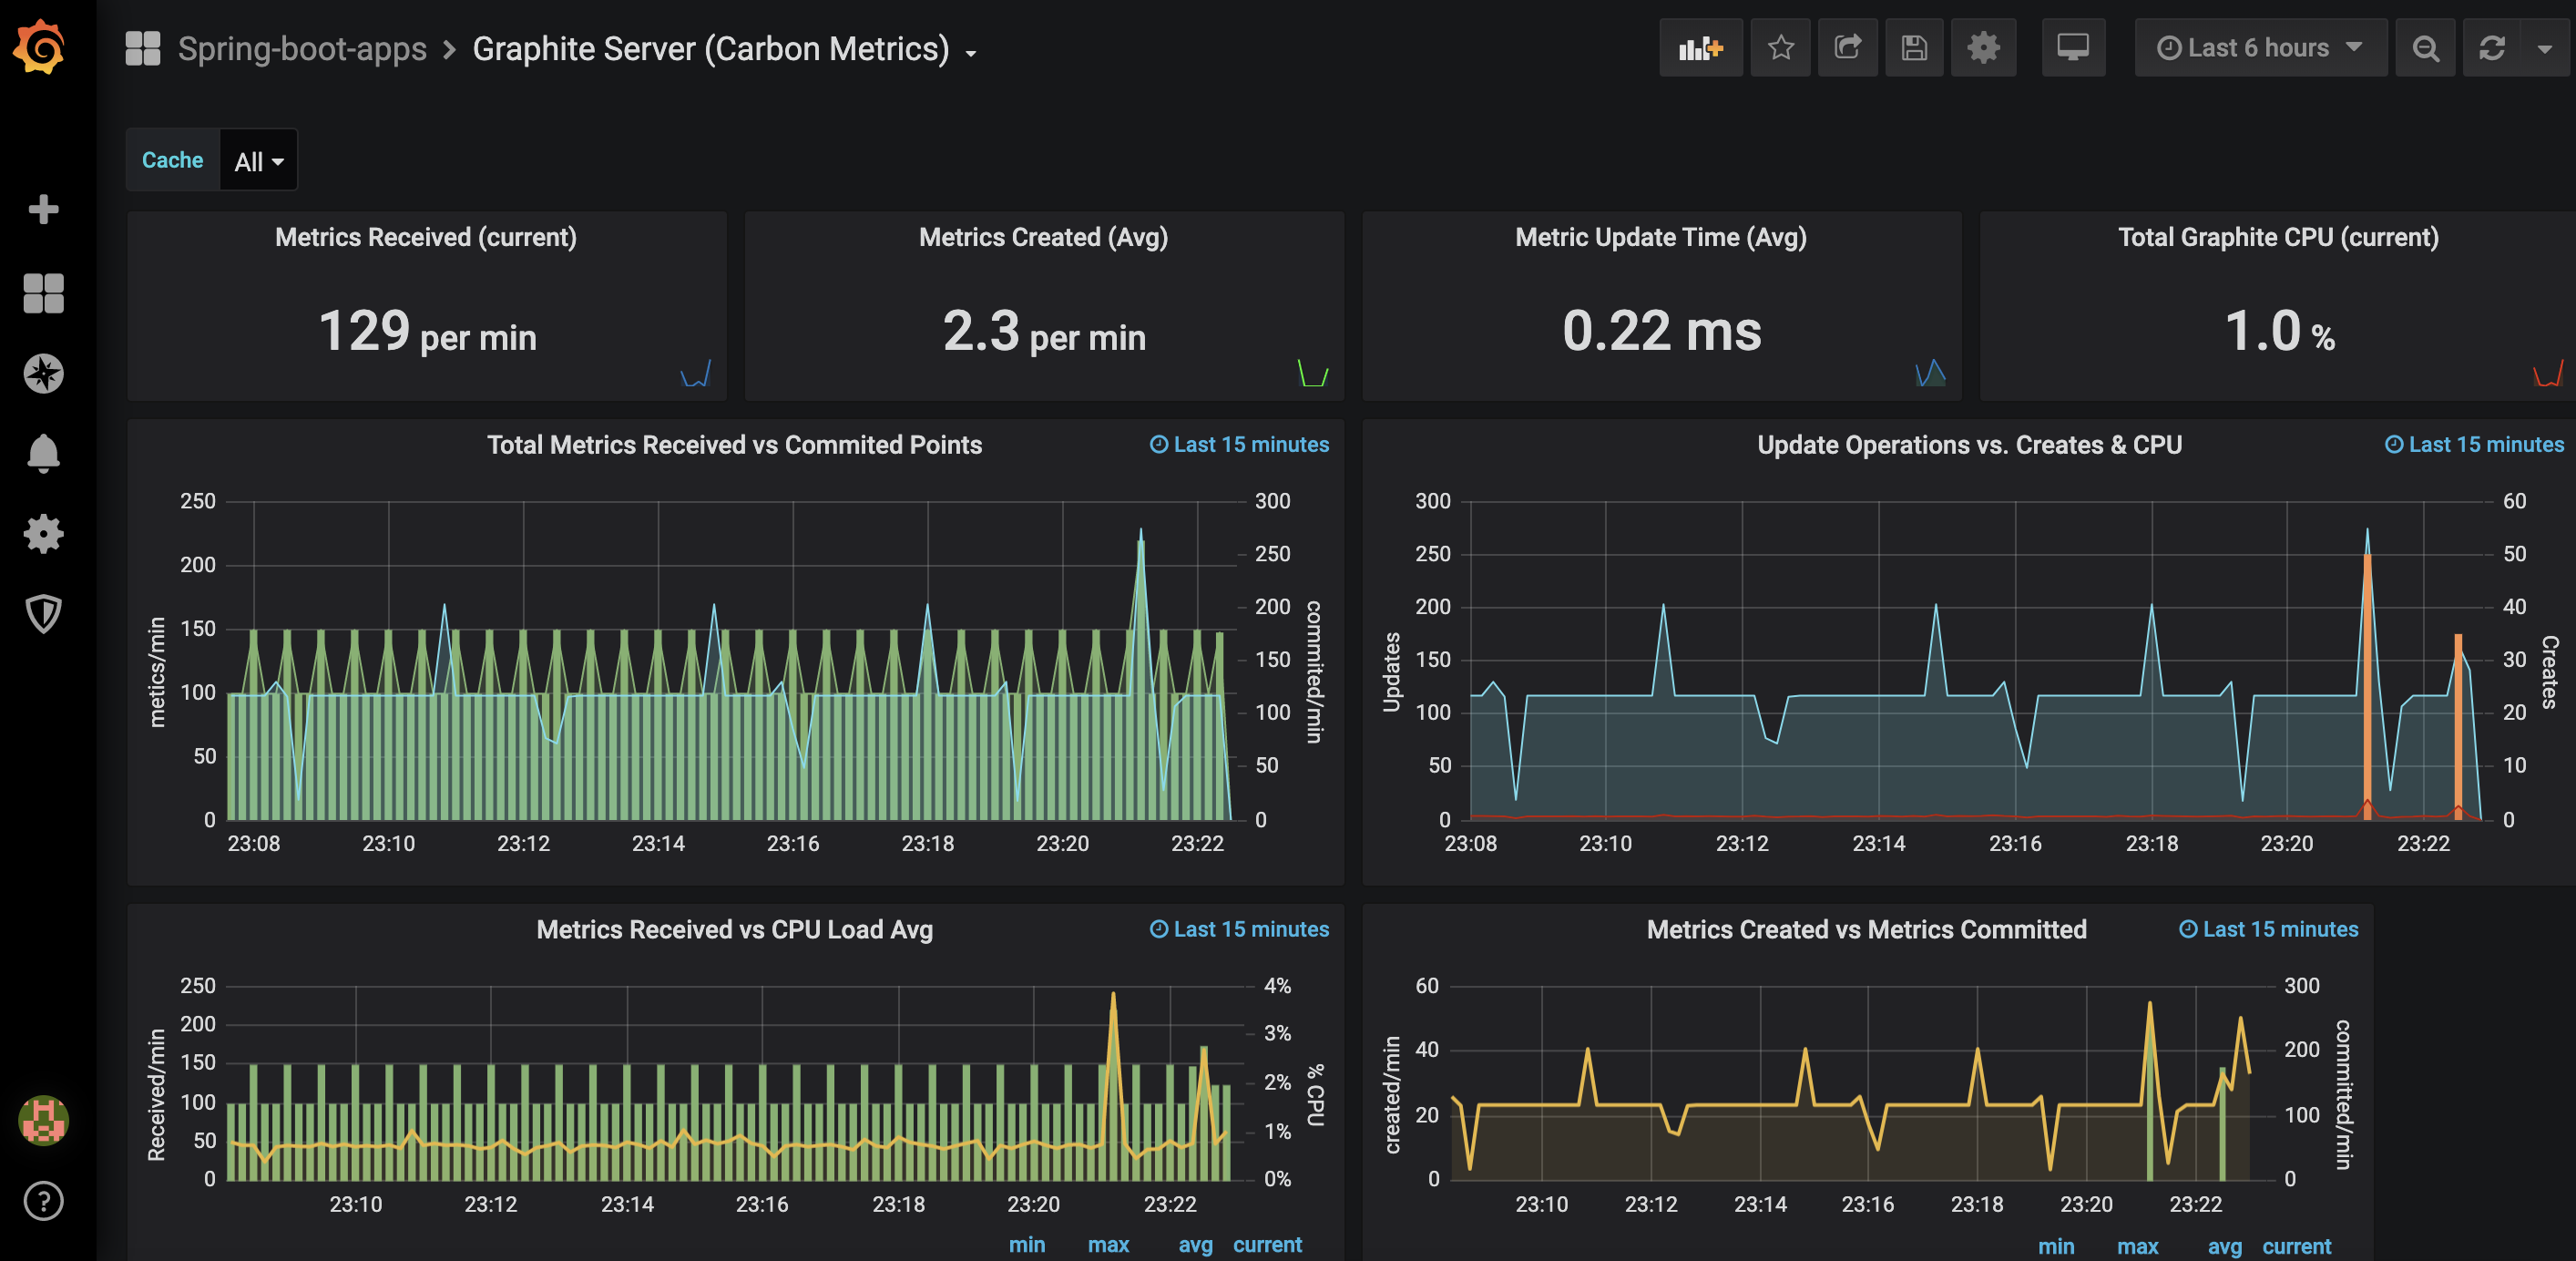 Spring-boot-apps > Graphite Server (Carbon Metrics)
Last 6 hours
Cache All
Metrics Received (current)
129 per min
Metrics Created (Avg)
2.3 per min
Metric Update Time (Avg)
0.22 ms
Total Graphite CPU (current)
1.0 %
Total Metrics Received vs Commited Points
Last 15 minutes
metics/min
250
200
150
100
50
0
300
250
200
150
100
50
0
commited/min
23:08 23:10 23:12 23:14 23:16 23:18 23:20 23:22
Update Operations vs. Creates & CPU
Last 15 minutes
Updates
300
250
200
150
100
50
0
60
50
40
30
20
10
0
Creates
23:08 23:10 23:12 23:14 23:16 23:18 23:20 23:22
Metrics Received vs CPU Load Avg
Last 15 minutes
Received/min
250
200
150
100
50
0
4%
3%
2%
1%
0%
% CPU
23:10 23:12 23:14 23:16 23:18 23:20 23:22
min max avg current
Metrics Created vs Metrics Committed
Last 15 minutes
created/min
60
40
20
0
300
200
100
0
committed/min
23:10 23:12 23:14 23:16 23:18 23:20 23:22
min max avg current